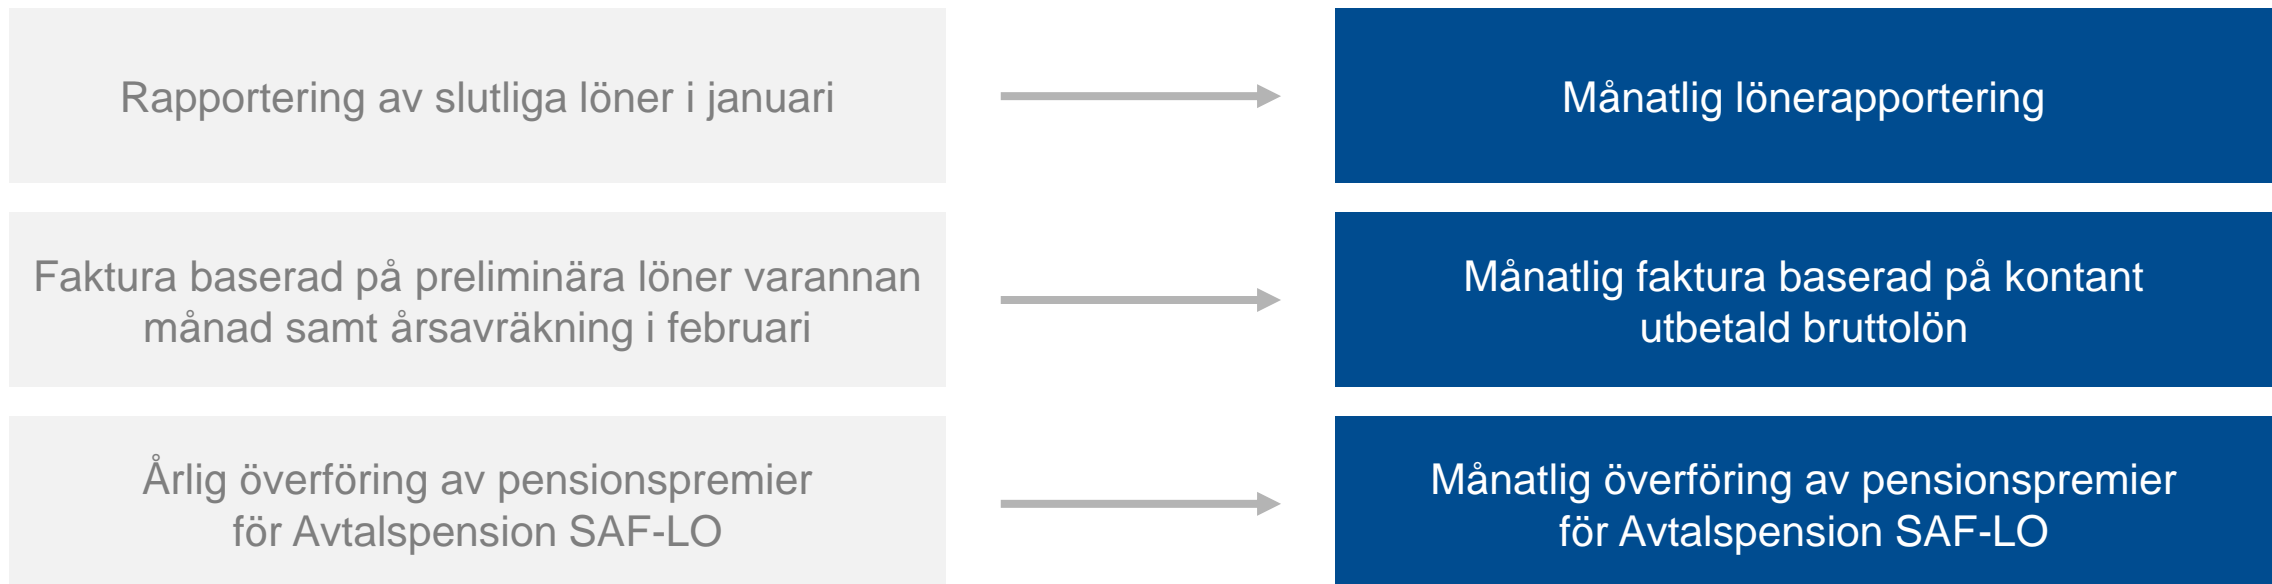 Rapportering av slutliga löner i januari
Månatlig lönerapportering
Faktura baserad på preliminära löner varannan
månad samt årsavräkning i februari
Månatlig faktura baserad på kontant
utbetald bruttolön
Årlig överföring av pensionspremier
för Avtalspension SAF-LO
Månatlig överföring av pensionspremier
för Avtalspension SAF-LO